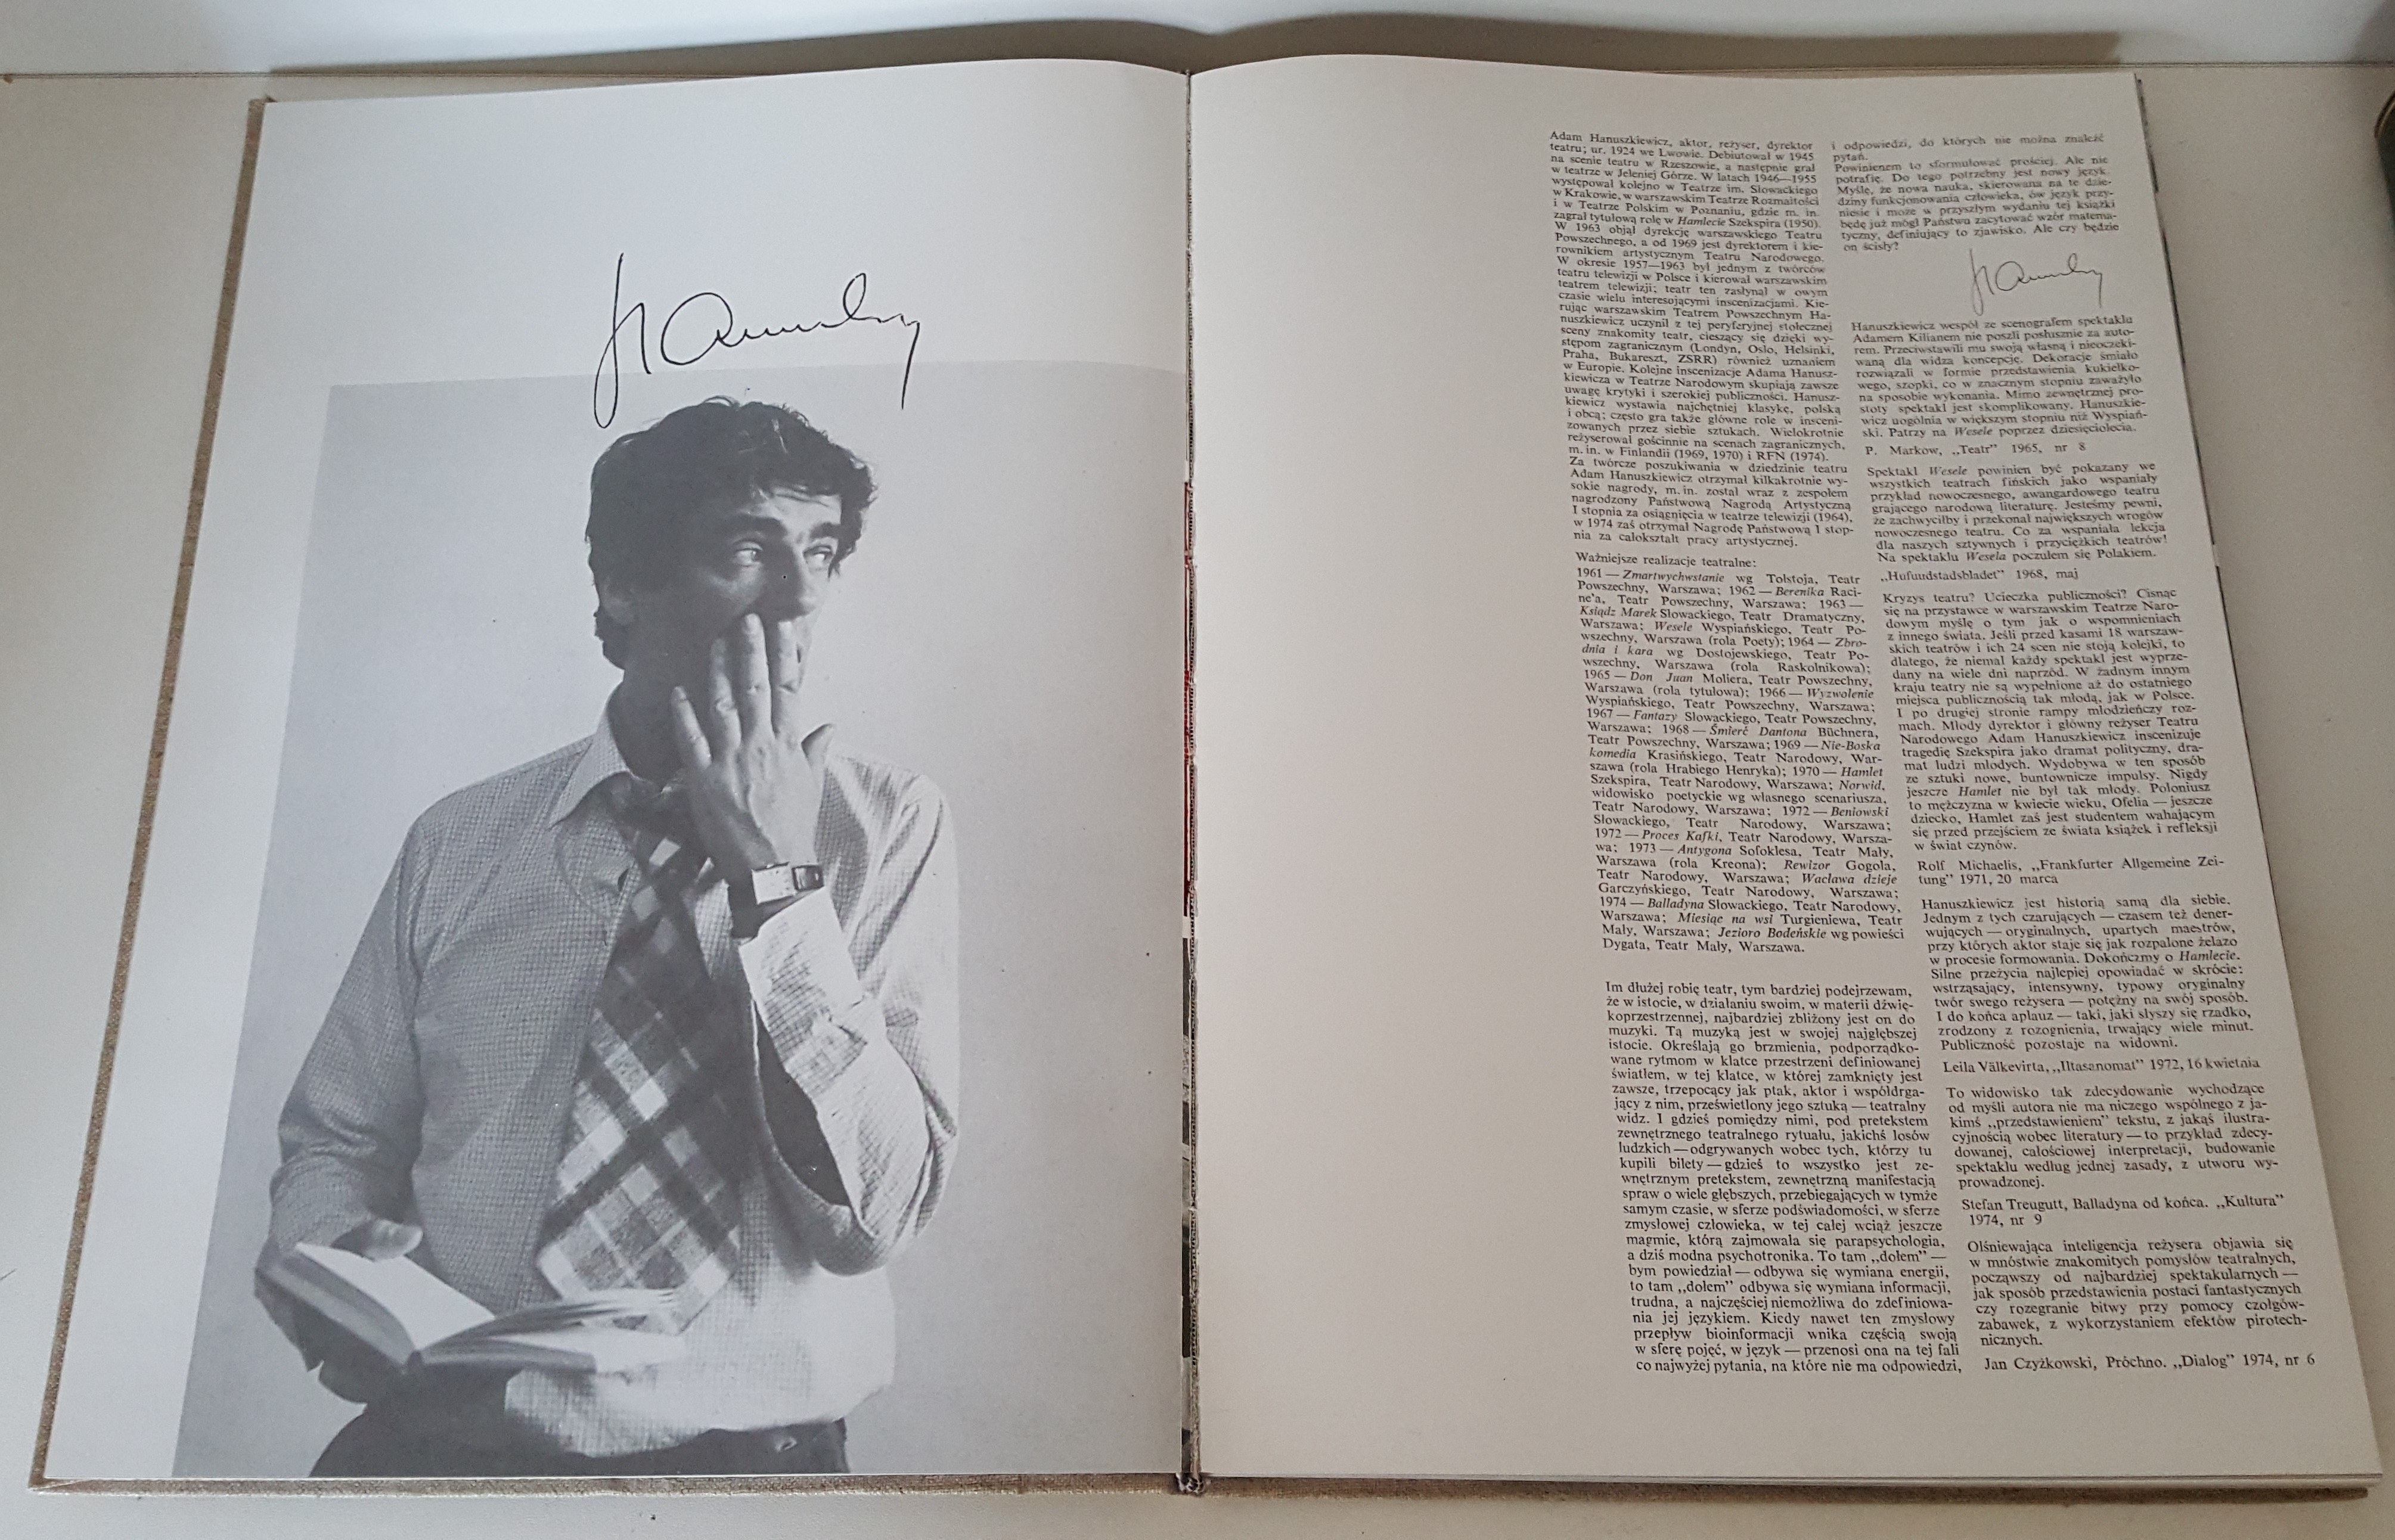 Adam Hanuszkiewicz, aktor, reżyser, dyrektor
teatru; ur. 1924 we Lwowie. Debiutował w 1945
na scenie teatru w Rzeszowie, a następnie grał
w teatrze w Jeleniej Górze. W latach 1946—1955
występował kolejno w Teatrze im. Słowackiego
w Krakowie, w warszawskim Teatrze Rozmaitości
i w Teatrze Polskim w Poznaniu, gdzie m. in.
zagrał tytułową rolę w Hamlecie Szekspira (1950).
W 1963 objął dyrekcję warszawskiego Teatru
Powszechnego, a od 1969 jest dyrektorem i kie-
rownikiem artystycznym Teatru Narodowego.
W okresie 1957—1963 był jednym z twórców
teatru telewizji w Polsce i kierował warszawskim
teatrem telewizji; teatr ten zasłynął w owym
czasie wielu interesującymi inscenizacjami. Kie-
rując warszawskim Teatrem Powszechnym Ha-
nuszkiewicz uczynił z tej peryferyjnej stołecznej
sceny znakomity teatr, cieszący się dzięki wy-
stępom zagranicznym (Londyn, Oslo, Helsinki,
Praha, Bukareszt, ZSRR) również uznaniem
w Europie. Kolejne inscenizacje Adama Hanusz-
kiewicza w Teatrze Narodowym skupiają zawsze
uwagę krytyki i szerokiej publiczności. Hanusz-
kiewicz wystawia najchętniej klasykę, polską
i obcą; często gra także główne role w insceni-
zowanych przez siebie sztukach. Wielokrotnie
reżyserował gościnnie na scenach zagranicznych,
m. in. w Finlandii (1969, 1970) i RFN (1974).
Za twórcze poszukiwania w dziedzinie teatru
Adam Hanuszkiewicz otrzymał kilkakrotnie wy-
sokie nagrody, m. in. został wraz z zespołem
nagrodzony Państwową Nagrodą Artystyczną
I stopnia za osiągnięcia w teatrze telewizji (1964),
w 1974 zaś otrzymał Nagrodę Państwową I stop-
nia za całokształt pracy artystycznej.
Ważniejsze realizacje teatralne:
1961 — Zmartwychwstanie wg Tołstoja, Teatr
Powszechny, Warszawa; 1962 — Berenika Raci-
ne'a, Teatr Powszechny, Warszawa; 1963 —
Ksiądz Marek Słowackiego, Teatr Dramatyczny,
Warszawa; Wesele Wyspiańskiego, Teatr Po-
wszechny, Warszawa (rola Poety); 1964 — Zbro-
dnia i kara wg Dostojewskiego, Teatr Po-
wszechny, Warszawa (rola Raskolnikowa);
1965 — Don Juan Moliera, Teatr Powszechny,
Warszawa (rola tytułowa); 1966 — Wyzwolenie
Wyspiańskiego, Teatr Powszechny, Warszawa;
1967 — Fantazy Słowackiego, Teatr Powszechny,
Warszawa; 1968 — Śmierć Dantona Büchnera,
Teatr Powszechny, Warszawa; 1969 — Nie-Boska
komedia Krasińskiego, Teatr Narodowy, War-
szawa (rola Hrabiego Henryka); 1970 — Hamlet
Szekspira, Teatr Narodowy, Warszawa; Norwid,
widowisko poetyckie wg własnego scenariusza,
Teatr Narodowy, Warszawa; 1972 — Beniowski
Słowackiego, Teatr Narodowy, Warszawa;
1972 — Proces Kafki, Teatr Narodowy, Warsza-
wa; 1973 — Antygona Sofoklesa, Teatr Mały,
Warszawa (rola Kreona); Rewizor Gogola,
Teatr Narodowy, Warszawa; Wacława dzieje
Garczyńskiego, Teatr Narodowy, Warszawa;
1974 — Balladyna Słowackiego, Teatr Narodowy,
Warszawa; Miesiąc na wsi Turgieniewa, Teatr
Mały, Warszawa; Jezioro Bodeńskie wg powieści
Dygata, Teatr Mały, Warszawa.
Im dłużej robię teatr, tym bardziej podejrzewam,
że w istocie, w działaniu swoim, w materii dźwię-
koprzestrzennej, najbardziej zbliżony jest on do
muzyki. Tą muzyką jest w swojej najgłębszej
istocie. Określają go brzmienia, podporządko-
wane rytmom w klatce przestrzeni definiowanej
światłem, w tej klatce, w której zamknięty jest
zawsze, trzepocący jak ptak, aktor i współdrga-
jący z nim, prześwietlony jego sztuką — teatralny
widz. I gdzieś pomiędzy nimi, pod pretekstem
zewnętrznego teatralnego rytuału, jakichś losów
ludzkich — odgrywanych wobec tych, którzy tu
kupili bilety — gdzieś to wszystko jest ze-
wnętrznym pretekstem, zewnętrzną manifestacją
spraw o wiele głębszych, przebiegających w tymże
samym czasie, w sferze podświadomości, w sferze
zmysłowej człowieka, w tej całej wciąż jeszcze
magmie, którą zajmowała się parapsychologia,
a dziś modna psychotronika. To tam „dołem” —
bym powiedział — odbywa się wymiana energii,
to tam „dołem” odbywa się wymiana informacji,
trudna, a najczęściej niemożliwa do zdefiniowa-
nia jej językiem. Kiedy nawet ten zmysłowy
przepływ bioinformacji wnika częścią swoją
w sferę pojęć, w język — przenosi ona na tej fali
co najwyżej pytania, na które nie ma odpowiedzi,
i odpowiedzi, do których nie można znaleźć
pytań.
Powinienem to sformułować prościej. Ale nie
potrafię. Do tego potrzebny jest nowy język.
Myślę, że nowa nauka, skierowana na te dzie-
dziny funkcjonowania człowieka, ów język przy-
niesie i może w przyszłym wydaniu tej książki
będę już mógł Państwu zacytować wzór matema-
tyczny, definiujący to zjawisko. Ale czy będzie
on ścisły?
Hanuszkiewicz wespół ze scenografem spektaklu
Adamem Kilianem nie poszli posłusznie za auto-
rem. Przeciwstawili mu swoją własną i nieoczeki-
waną dla widza koncepcję. Dekoracje śmiało
rozwiązali w formie przedstawienia kukiełko-
wego, szopki, co w znacznym stopniu zaważyło
na sposobie wykonania. Mimo zewnętrznej pro-
stoty spektakl jest skomplikowany. Hanuszkie-
wicz uogólnia w większym stopniu niż Wyspiań-
ski. Patrzy na Wesele poprzez dziesięciolecia.
P. Markow, „Teatr” 1965, nr 8
Spektakl Wesele powinien być pokazany we
wszystkich teatrach fińskich jako wspaniały
przykład nowoczesnego, awangardowego teatru
grającego narodową literaturę. Jesteśmy pewni,
że zachwyciłby i przekonał największych wrogów
nowoczesnego teatru. Co za wspaniała lekcja
dla naszych sztywnych i przyciężkich teatrów!
Na spektaklu Wesela poczułem się Polakiem.
„Hufuudstadsbladet” 1968, maj
Kryzys teatru? Ucieczka publiczności? Cisnąc
się na przystawce w warszawskim Teatrze Naro-
dowym myślę o tym jak o wspomnieniach
z innego świata. Jeśli przed kasami 18 warszaw-
skich teatrów i ich 24 scen nie stoją kolejki, to
dlatego, że niemal każdy spektakl jest wyprze-
dany na wiele dni naprzód. W żadnym innym
kraju teatry nie są wypełnione aż do ostatniego
miejsca publicznością tak młodą, jak w Polsce.
I po drugiej stronie rampy młodzieńczy roz-
mach. Młody dyrektor i główny reżyser Teatru
Narodowego Adam Hanuszkiewicz inscenizuje
tragedię Szekspira jako dramat polityczny, dra-
mat ludzi młodych. Wydobywa w ten sposób
ze sztuki nowe, buntownicze impulsy. Nigdy
jeszcze Hamlet nie był tak młody. Poloniusz
to mężczyzna w kwiecie wieku, Ofelia — jeszcze
dziecko, Hamlet zaś jest studentem wahającym
się przed przejściem ze świata książek i refleksji
w świat czynów.
Rolf Michaelis, „Frankfurter Allgemeine Zei-
tung” 1971, 20 marca
Hanuszkiewicz jest historią samą dla siebie.
Jednym z tych czarujących — czasem też dener-
wujących — oryginalnych, upartych maestrów,
przy których aktor staje się jak rozpalone żelazo
w procesie formowania. Dokończmy o Hamlecie.
Silne przeżycia najlepiej opowiadać w skrócie:
wstrząsający, intensywny, typowy oryginalny
twór swego reżysera — potężny na swój sposób.
I do końca aplauz — taki, jaki słyszy się rzadko,
zrodzony z rozognienia, trwający wiele minut.
Publiczność pozostaje na widowni.
Leila Välkevirta, „Iltasanomat” 1972, 16 kwietnia
To widowisko tak zdecydowanie wychodzące
od myśli autora nie ma niczego wspólnego z ja-
kimś „przedstawieniem” tekstu, z jakąś ilustra-
cyjnością wobec literatury — to przykład zdecy-
dowanej, całościowej interpretacji, budowanie
spektaklu według jednej zasady, z utworu wy-
prowadzonej.
Stefan Treugutt, Balladyna od końca. „Kultura”
1974, nr 9
Olśniewająca inteligencja reżysera objawia się
w mnóstwie znakomitych pomysłów teatralnych,
począwszy od najbardziej spektakularnych —
jak sposób przedstawienia postaci fantastycznych
czy rozegranie bitwy przy pomocy czołgów-
zabawek, z wykorzystaniem efektów pirotech-
nicznych.
Jan Czyżkowski, Próchno. „Dialog” 1974, nr 6